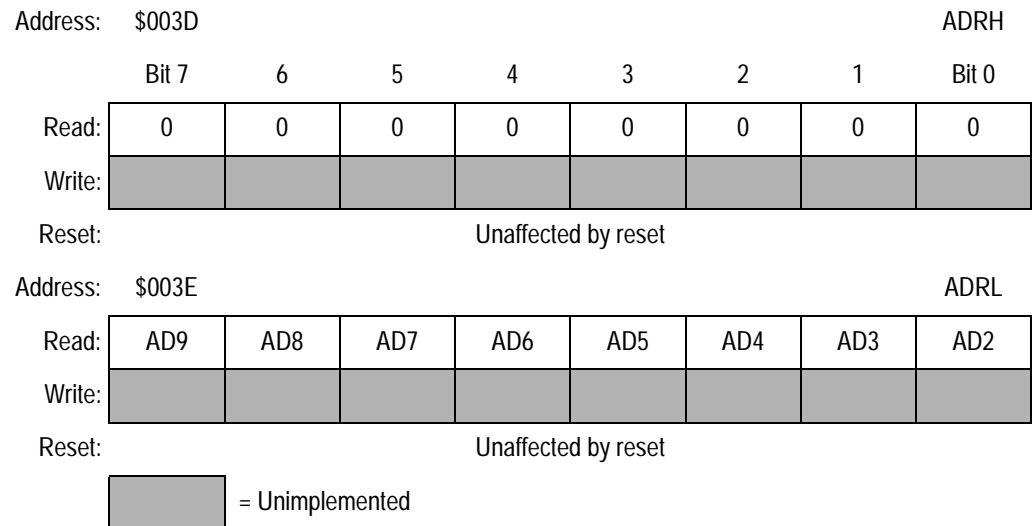 Address: $003D ADRH
Bit 7 6 5 4 3 2 1 Bit 0
Read: 0 0 0 0 0 0 0 0
Write:
Reset: Unaffected by reset
Address: $003E ADRL
Read: AD9 AD8 AD7 AD6 AD5 AD4 AD3 AD2
Write:
Reset: Unaffected by reset
= Unimplemented